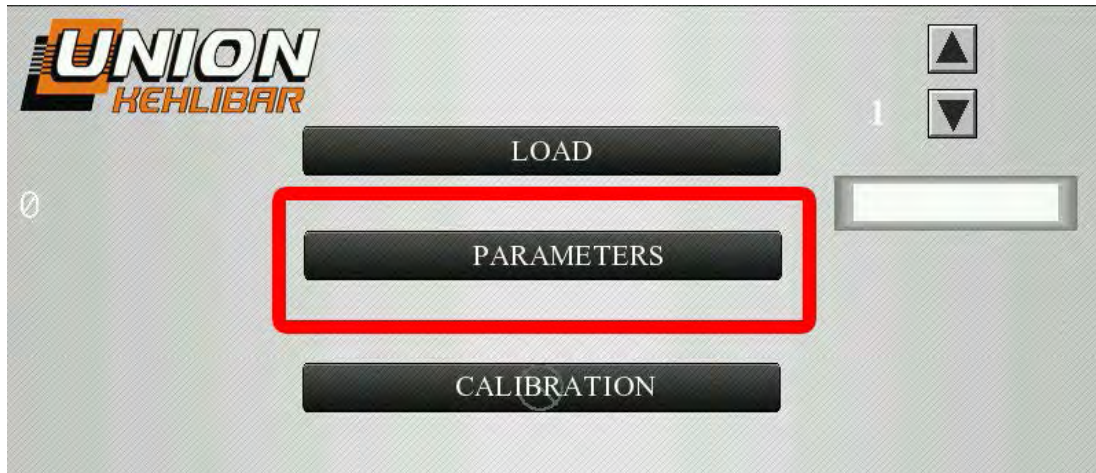 UNION
KEHLIBAR
1
LOAD
0
PARAMETERS
CALIBRATION